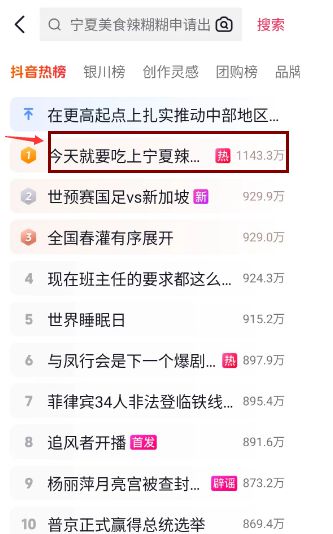 宁夏美食辣糊糊申请出
搜索
抖音热榜 银川榜 创作灵感 团购榜 品牌
在更高起点上扎实推动中部地区...
1 今天就要吃上宁夏辣... 热 1143.3万
2 世预赛国足vs新加坡 新 929.9万
3 全国春灌有序展开 929.0万
4 现在班主任的要求都这么... 924.3万
5 世界睡眠日 915.2万
6 与凤行会是下一个爆剧... 热 897.9万
7 菲律宾34人非法登临铁线... 895.4万
8 追风者开播 首发 891.6万
9 杨丽萍月亮宫被查封... 辟谣 873.2万
10 普京正式赢得总统选举 869.4万